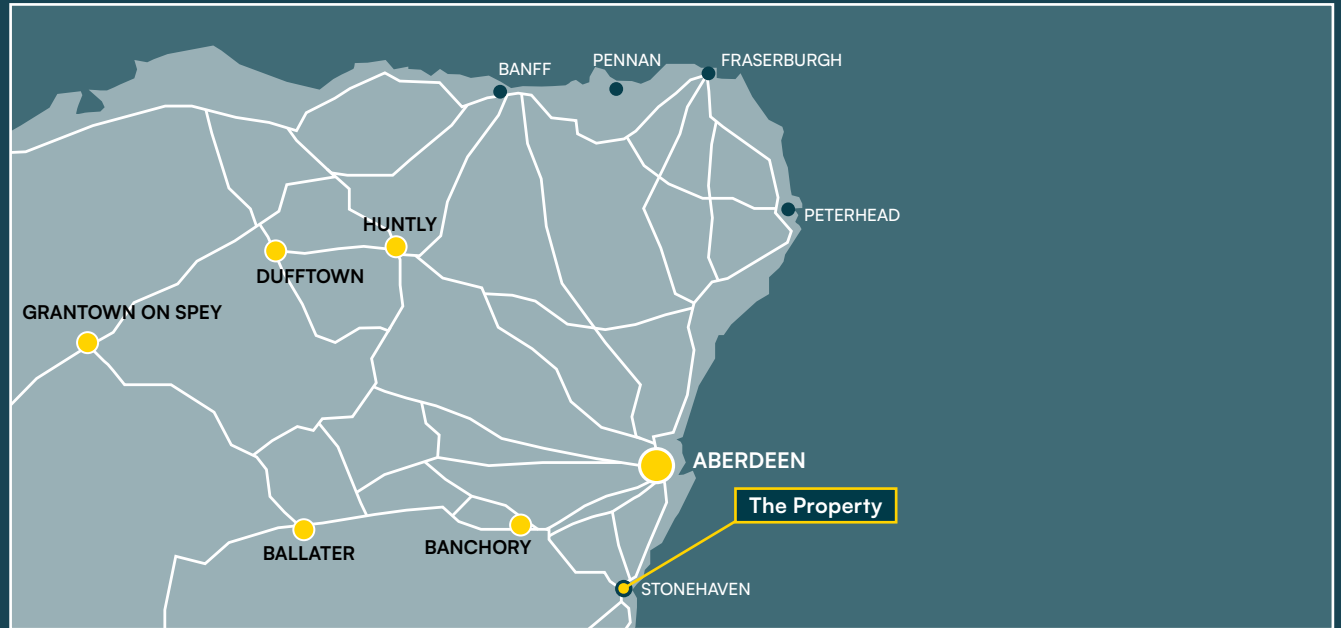 BANFF
PENNAN
FRASERBURGH
PETERHEAD
HUNTLY
DUFFTOWN
GRANTOWN ON SPEY
ABERDEEN
The Property
BALLATER
BANCHORY
STONEHAVEN